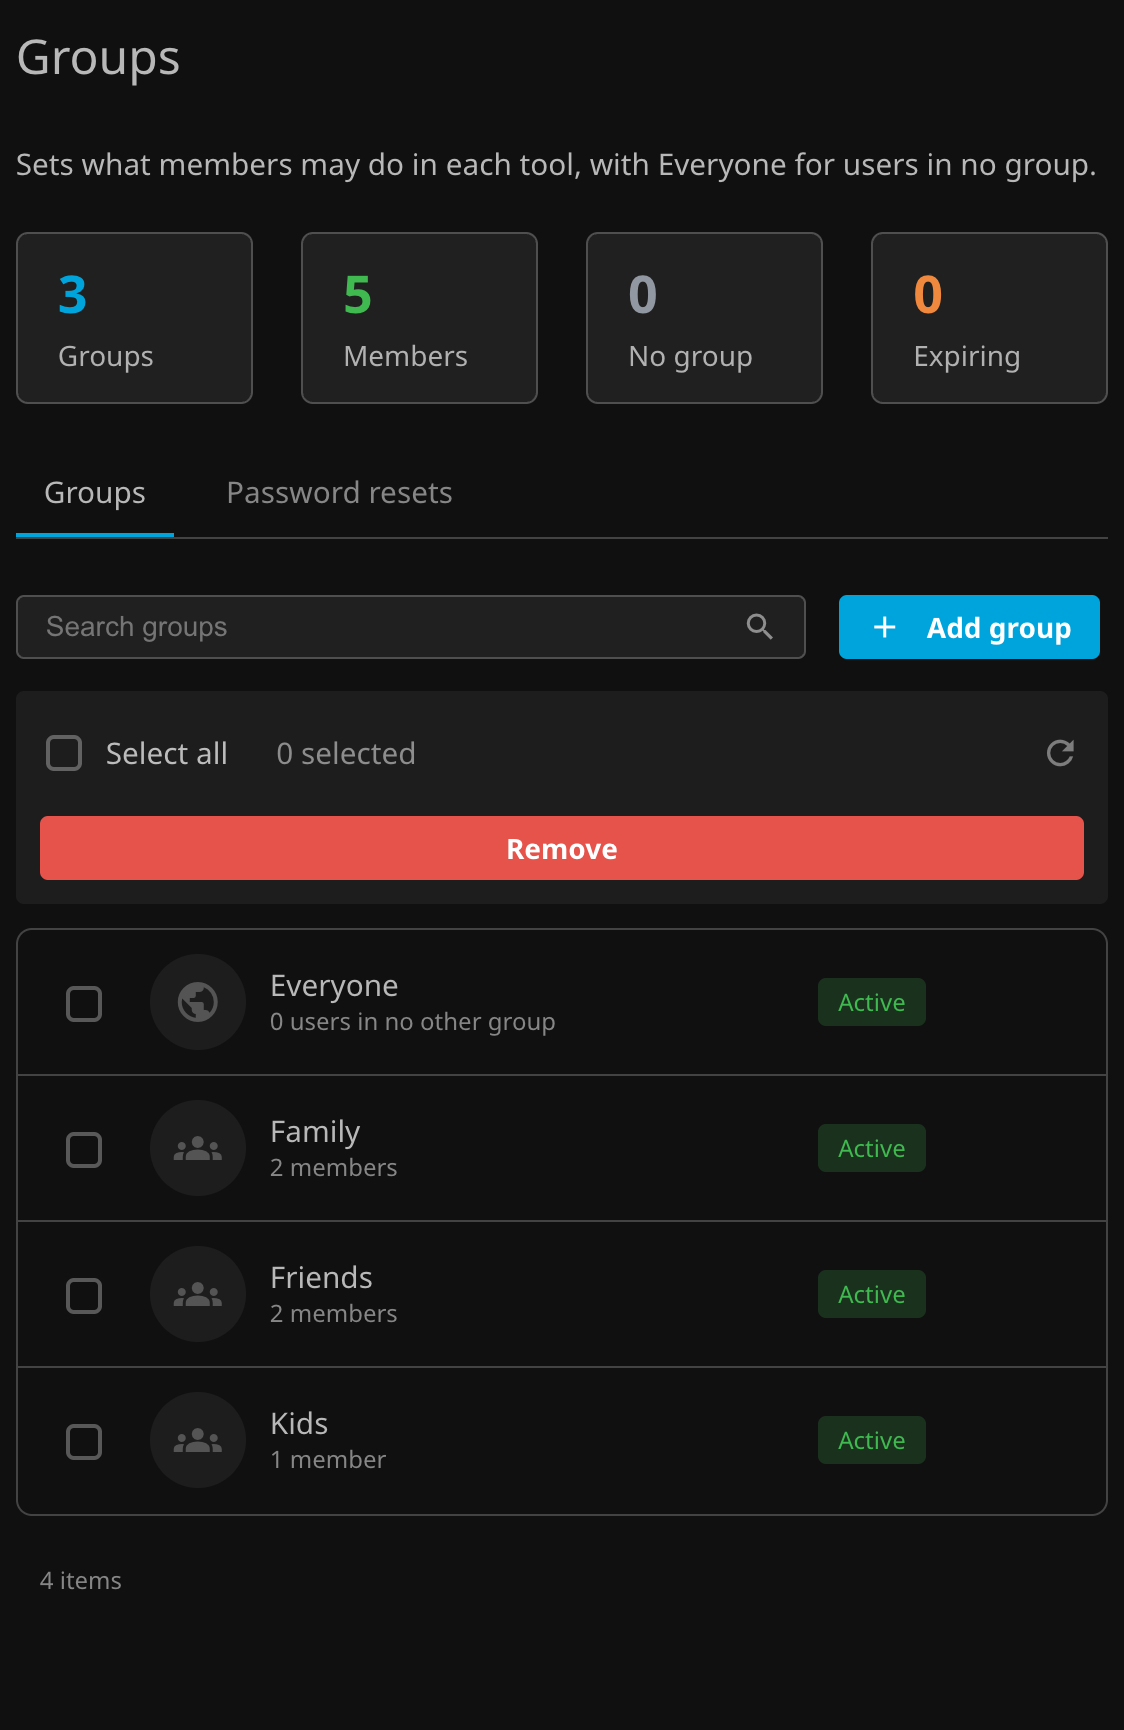 Groups
Sets what members may do in each tool, with Everyone for users in no group.
3
Groups
5
Members
0
No group
0
Expiring
Groups
Password resets
Search groups
Add group
Select all
0 selected
Remove
Everyone
0 users in no other group
Active
Family
2 members
Active
Friends
2 members
Active
Kids
1 member
Active
4 items